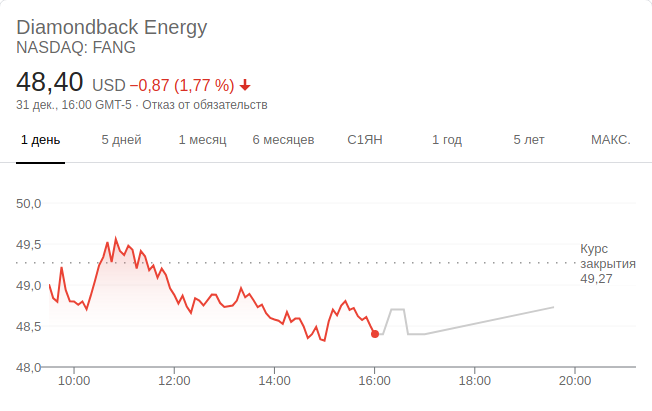 Diamondback Energy
NASDAQ: FANG
48,40 USD −0,87 (1,77 %)
31 дек., 16:00 GMT-5 · Отказ от обязательств
1 день 5 дней 1 месяц 6 месяцев С1ЯН 1 год 5 лет МАКС.
50,0
49,5
Курс
закрытия
49,27
49,0
48,5
48,0
10:00 12:00 14:00 16:00 18:00 20:00